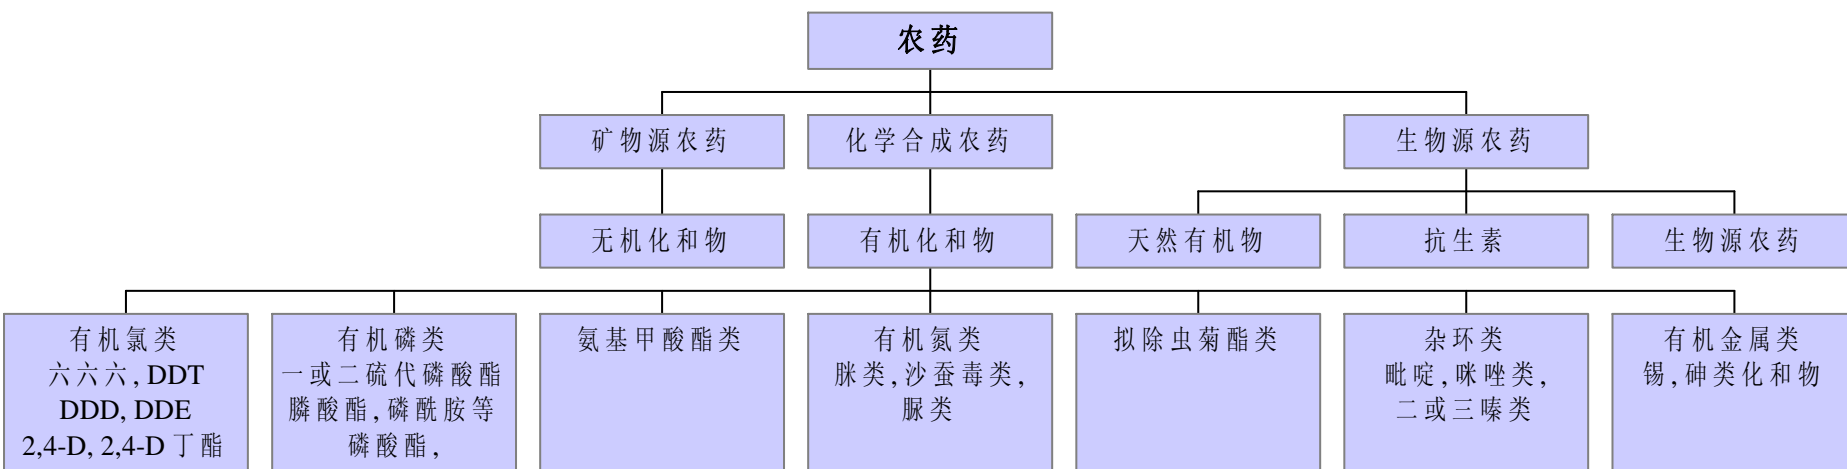 农药
矿物源农药
化学合成农药
生物源农药
无机化和物
有机化和物
天然有机物
抗生素
生物源农药
有机氯类
六六六, DDT
DDD, DDE
2,4-D, 2,4-D 丁酯
有机磷类
一或二硫代磷酸酯
膦酸酯, 磷酰胺等
磷酸酯,
氨基甲酸酯类
有机氮类
脒类, 沙蚕毒类,
脲类
拟除虫菊酯类
杂环类
吡啶, 咪唑类,
二或三嗪类
有机金属类
锡, 砷类化和物